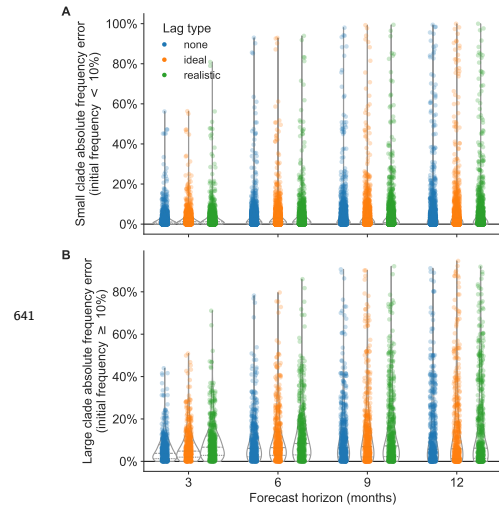 A
Small clade absolute frequency error
(initial frequency < 10%)
100%
80%
60%
40%
20%
0%
Lag type
none
ideal
realistic
B
641
Large clade absolute frequency error
(initial frequency ≥ 10%)
80%
60%
40%
20%
0%
3
6
9
12
Forecast horizon (months)